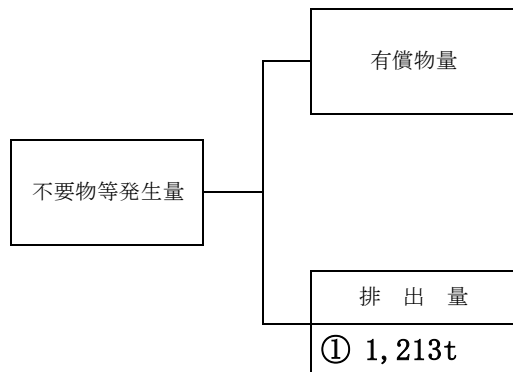 有償物量
不要物等発生量
排 出 量
① 1,213t